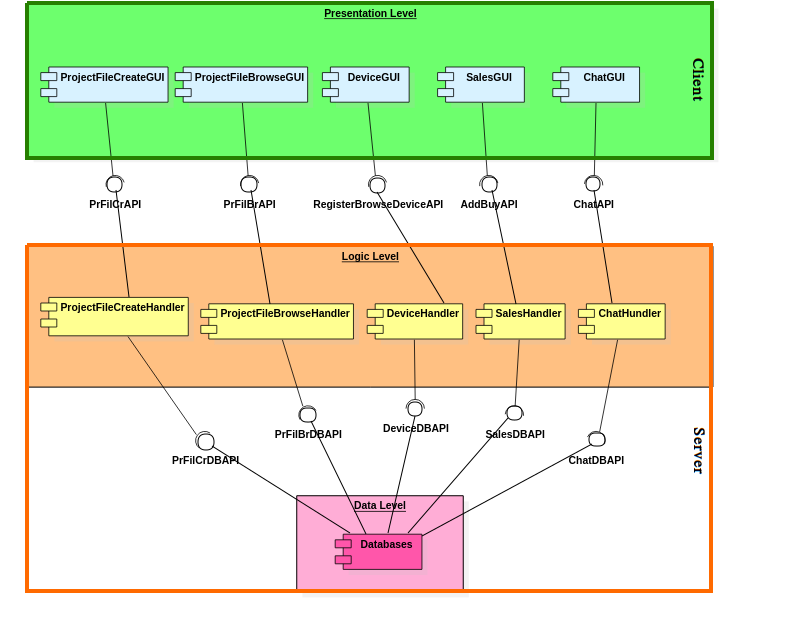 Presentation Level
ProjectFileCreateGUI
ProjectFileBrowseGUI
DeviceGUI
SalesGUI
ChatGUI
Client
PrFilCrAPI
PrFilBrAPI
RegisterBrowseDeviceAPI
AddBuyAPI
ChatAPI
Logic Level
ProjectFileCreateHandler
ProjectFileBrowseHandler
DeviceHandler
SalesHandler
ChatHundler
PrFilCrDBAPI
PrFilBrDBAPI
DeviceDBAPI
SalesDBAPI
ChatDBAPI
Server
Data Level
Databases